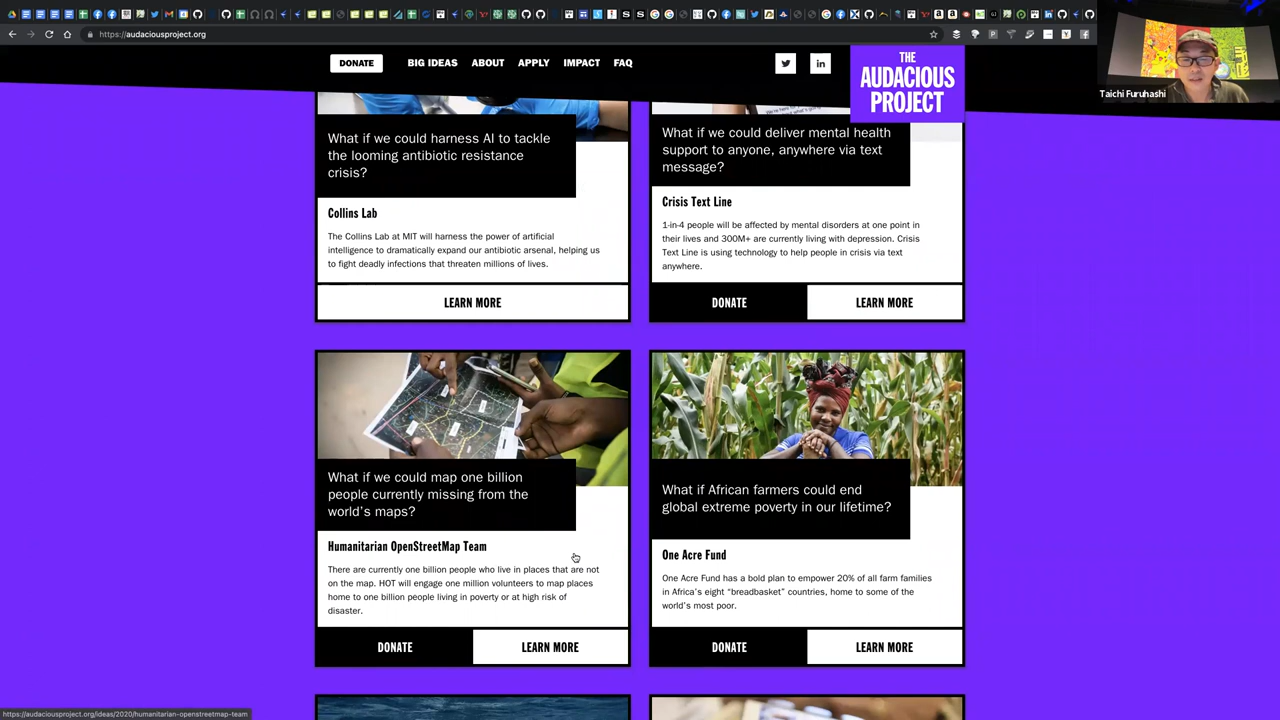 https://audaciousproject.org
DONATE
BIG IDEAS
ABOUT
APPLY
IMPACT
FAQ
THE
AUDACIOUS
PROJECT
Taichi Furuhashi
What if we could harness AI to tackle
the looming antibiotic resistance
crisis?
Collins Lab
The Collins Lab at MIT will harness the power of artificial
intelligence to dramatically expand our antibiotic arsenal, helping us
to fight deadly infections that threaten millions of lives.
LEARN MORE
What if we could deliver mental health
support to anyone, anywhere via text
message?
Crisis Text Line
1-in-4 people will be affected by mental disorders at one point in
their lives and 300M+ are currently living with depression. Crisis
Text Line is using technology to help people in crisis via text
anywhere.
DONATE
LEARN MORE
What if we could map one billion
people currently missing from the
world's maps?
Humanitarian OpenStreetMap Team
There are currently one billion people who live in places that are not
on the map. HOT will engage one million volunteers to map places
home to one billion people living in poverty or at high risk of
disaster.
DONATE
LEARN MORE
What if African farmers could end
global extreme poverty in our lifetime?
One Acre Fund
One Acre Fund has a bold plan to empower 20% of all farm families
in Africa's eight “breadbasket” countries, home to some of the
world's most poor.
DONATE
LEARN MORE
https://audaciousproject.org/ideas/2020/humanitarian-openstreetmap-team